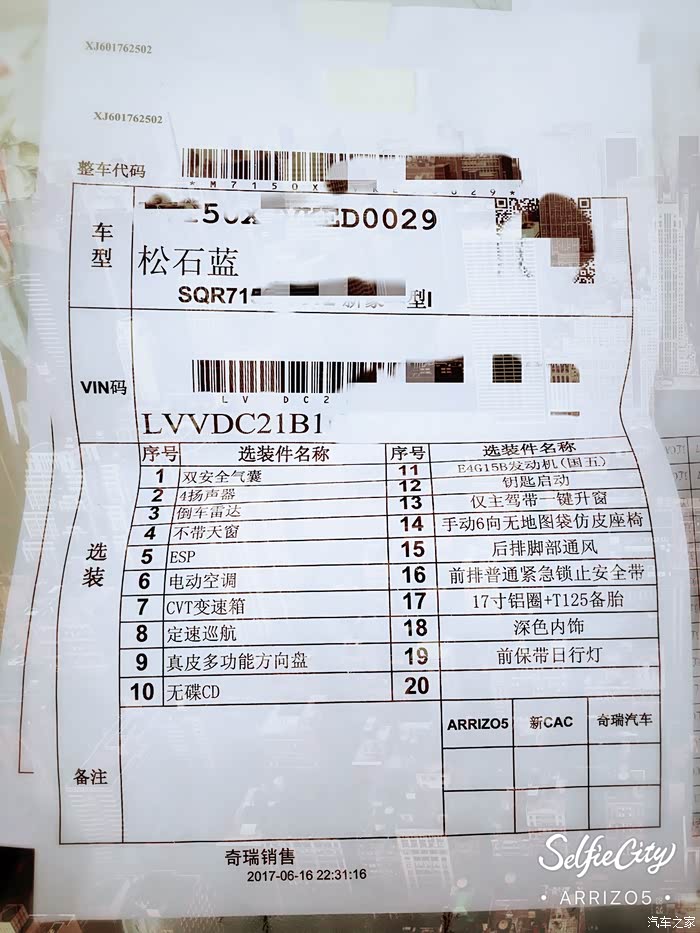 XJ601762502
XJ601762502
整车代码
*M7150X 029*
车型
D0029
松石蓝
SQR715 型I
VIN码
LV DC2
LVVDC21B1
选装
序号 选装件名称 序号 选装件名称
1 双安全气囊 11 E4G15B发动机(国五)
2 4扬声器 12 钥匙启动
3 倒车雷达 13 仅主驾带一键升窗
4 不带天窗 14 手动6向无地图袋仿皮座椅
5 ESP 15 后排脚部通风
6 电动空调 16 前排普通紧急锁止安全带
7 CVT变速箱 17 17寸铝圈+T125备胎
8 定速巡航 18 深色内饰
9 真皮多功能方向盘 19 前保带日行灯
10 无碟CD 20
备注
ARRIZO5 新CAC 奇瑞汽车
奇瑞销售
2017-06-16 22:31:16
SelfieCity
·ARRIZO5·
汽车之家